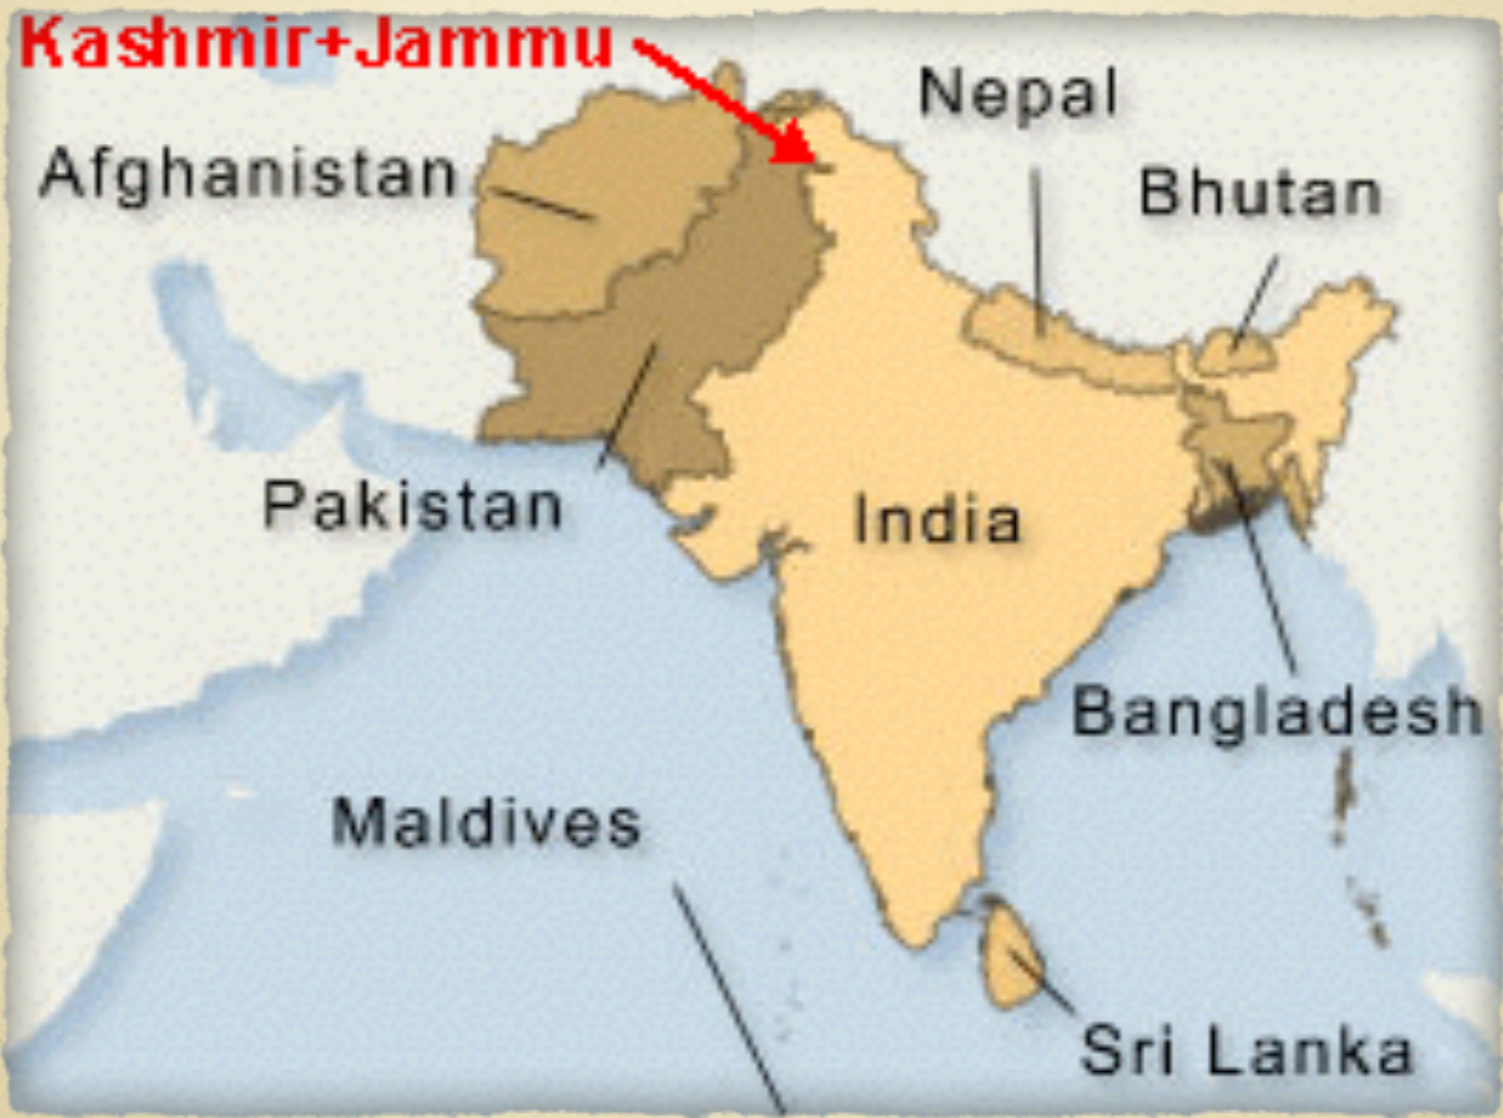 Kashmir+Jammu
Nepal
Afghanistan
Bhutan
Pakistan
India
Bangladesh
Maldives
Sri Lanka